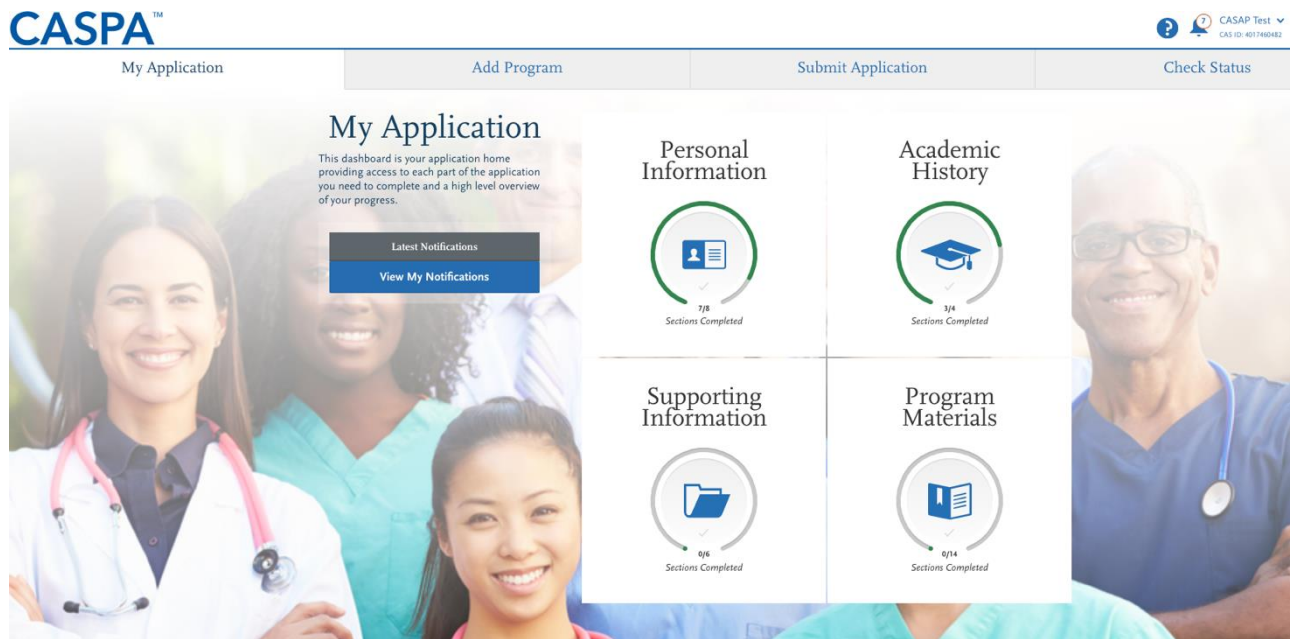 CASPA™
7
CASAP Test
CAS ID: 4017460482
My Application
Add Program
Submit Application
Check Status
My Application
This dashboard is your application home
providing access to each part of the application
you need to complete and a high level overview
of your progress.
Latest Notifications
View My Notifications
Personal
Information
7/8
Sections Completed
Academic
History
3/4
Sections Completed
Supporting
Information
0/6
Sections Completed
Program
Materials
0/14
Sections Completed